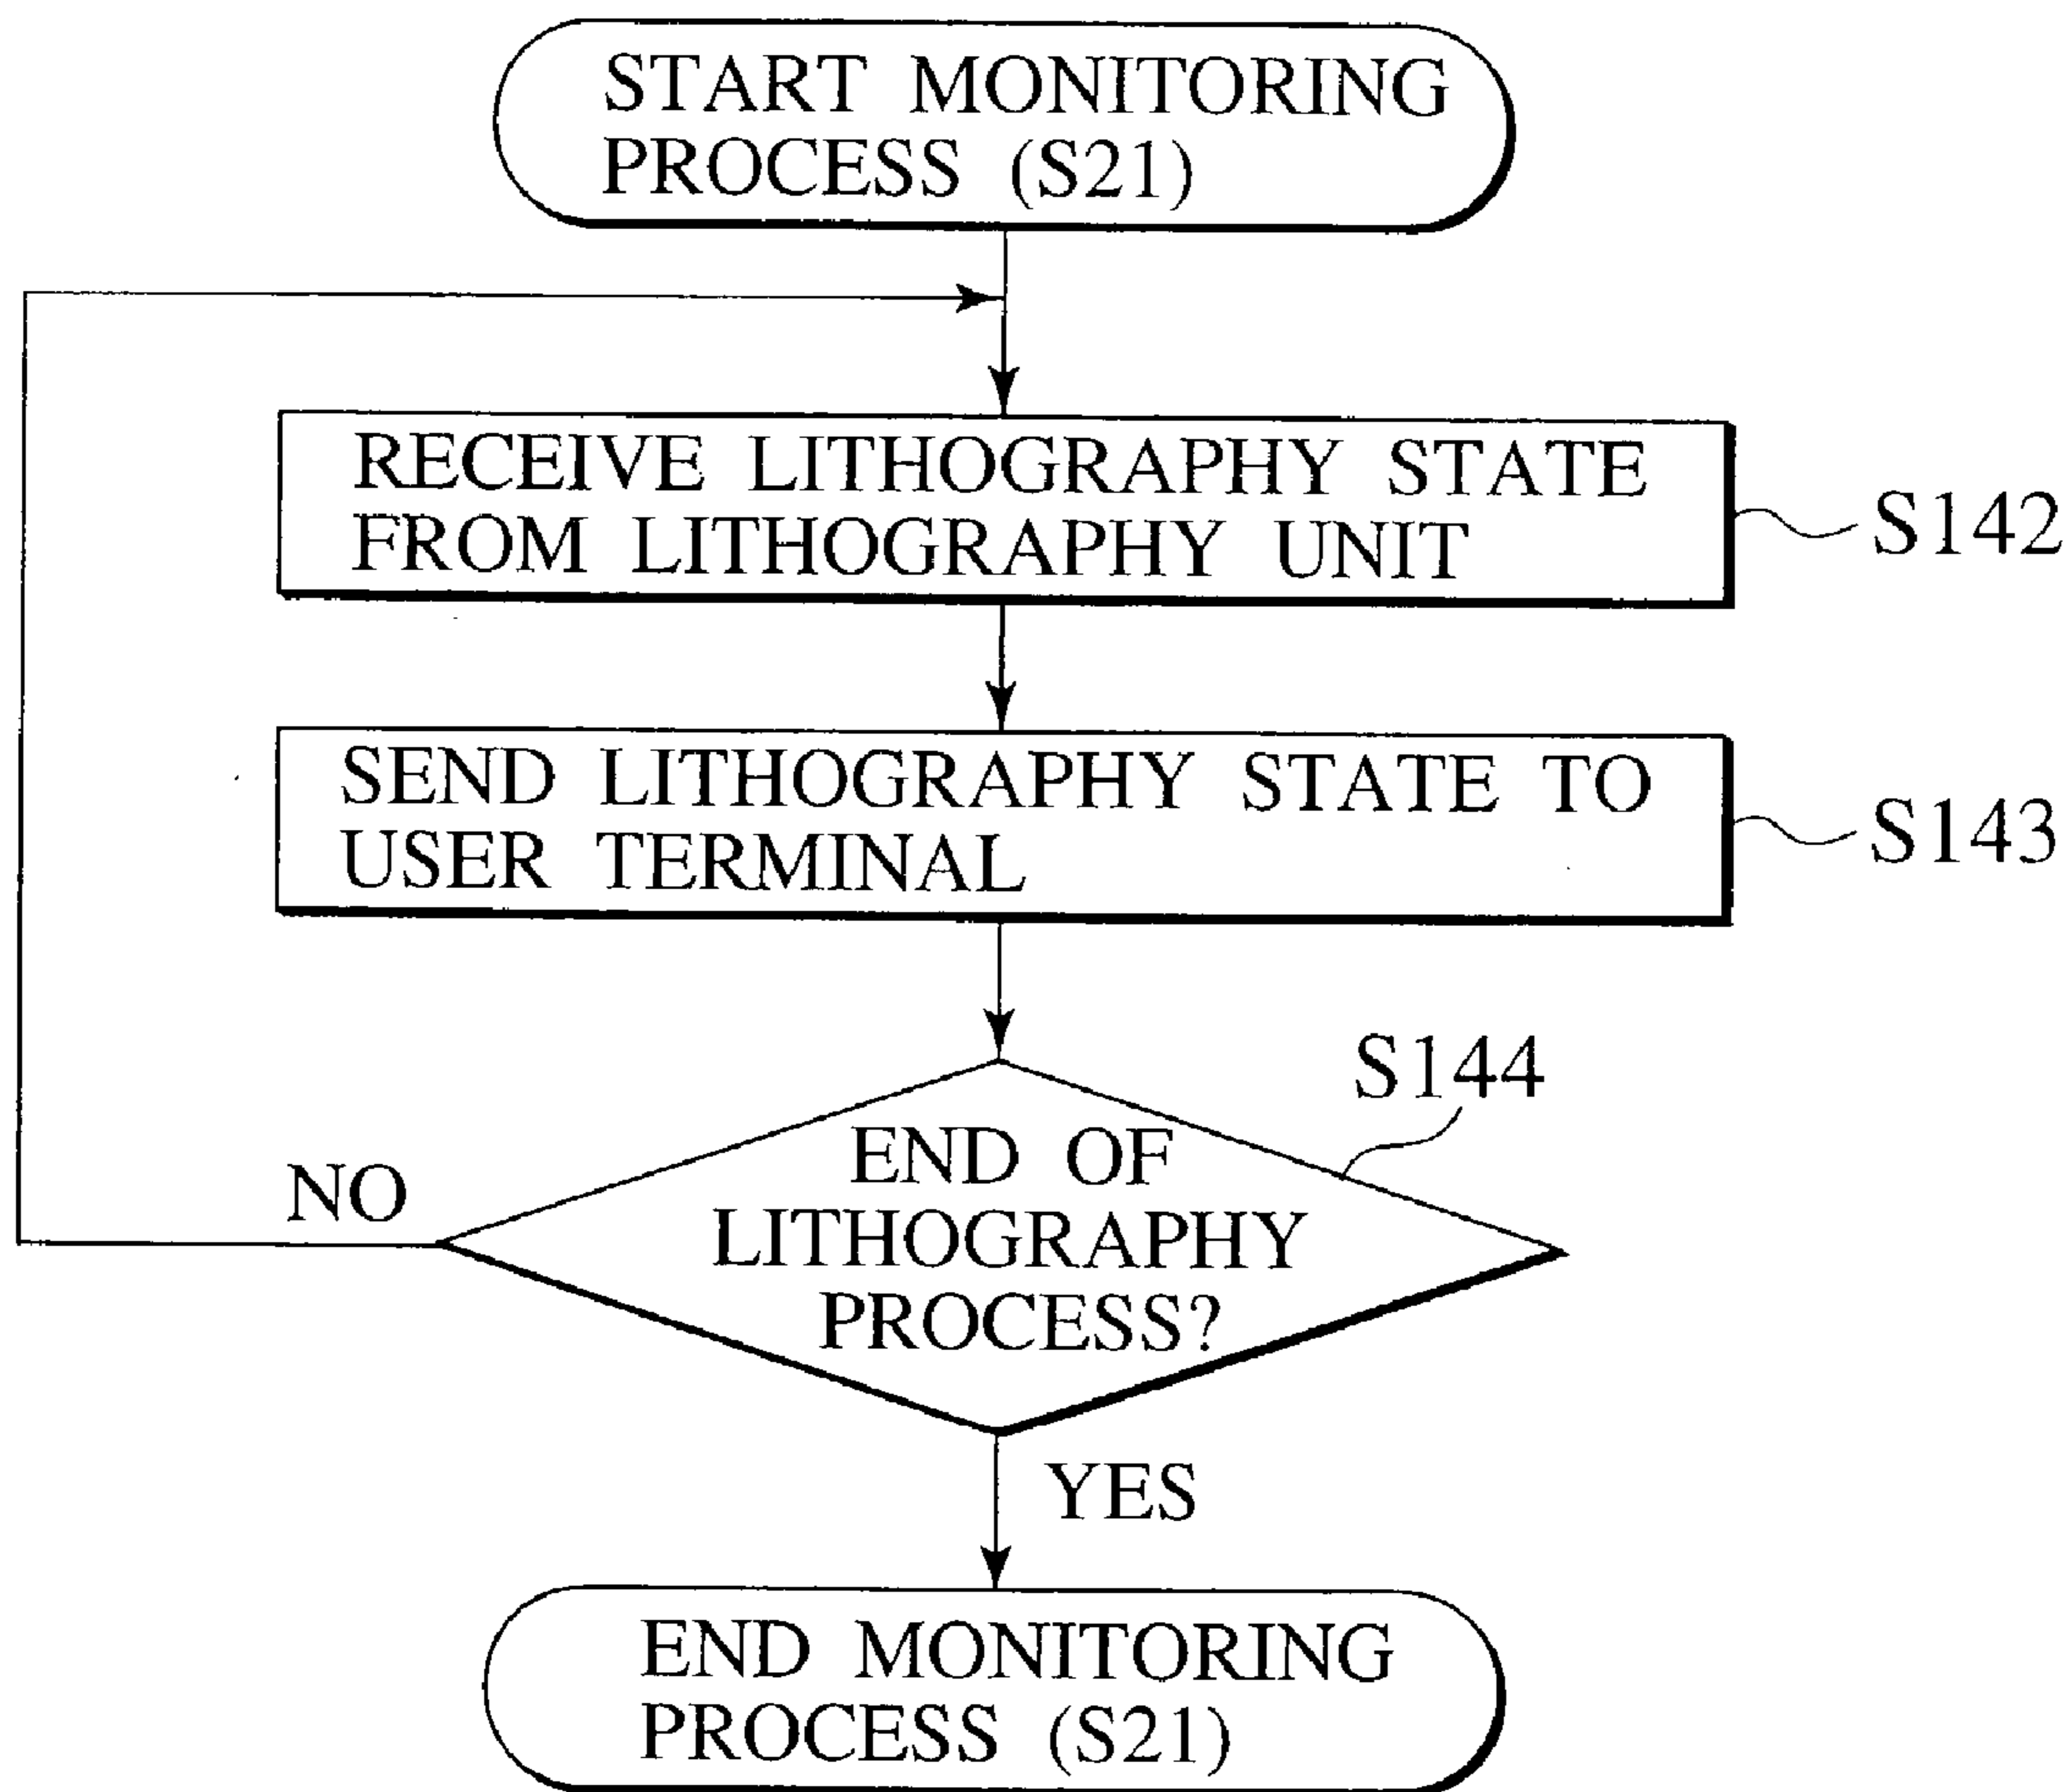 START MONITORING
PROCESS (S21)
RECEIVE LITHOGRAPHY STATE
FROM LITHOGRAPHY UNIT
S142
SEND LITHOGRAPHY STATE TO
USER TERMINAL
S143
S144
END OF
LITHOGRAPHY
PROCESS?
NO
YES
END MONITORING
PROCESS (S21)